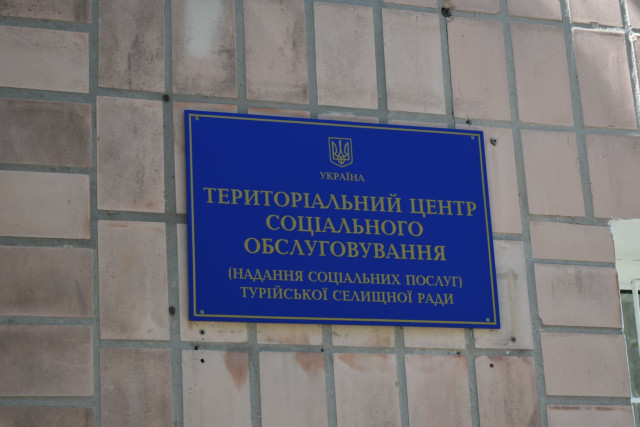 УКРАЇНА
ТЕРИТОРІАЛЬНИЙ ЦЕНТР
СОЦІАЛЬНОГО
ОБСЛУГОВУВАННЯ
(НАДАННЯ СОЦІАЛЬНИХ ПОСЛУГ)
ТУРІЙСЬКОЇ СЕЛИЩНОЇ РАДИ